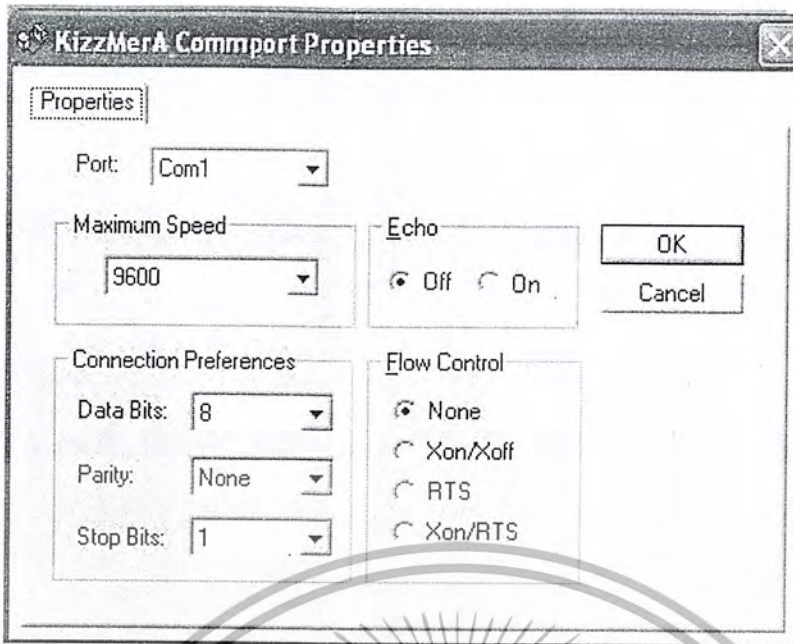 KizzMerA Commport Properties
Properties
Port: Com1
Maximum Speed
9600
Echo
Off On
OK
Cancel
Connection Preferences
Data Bits: 8
Parity: None
Stop Bits: 1
Flow Control
None
Xon/Xoff
RTS
Xon/RTS